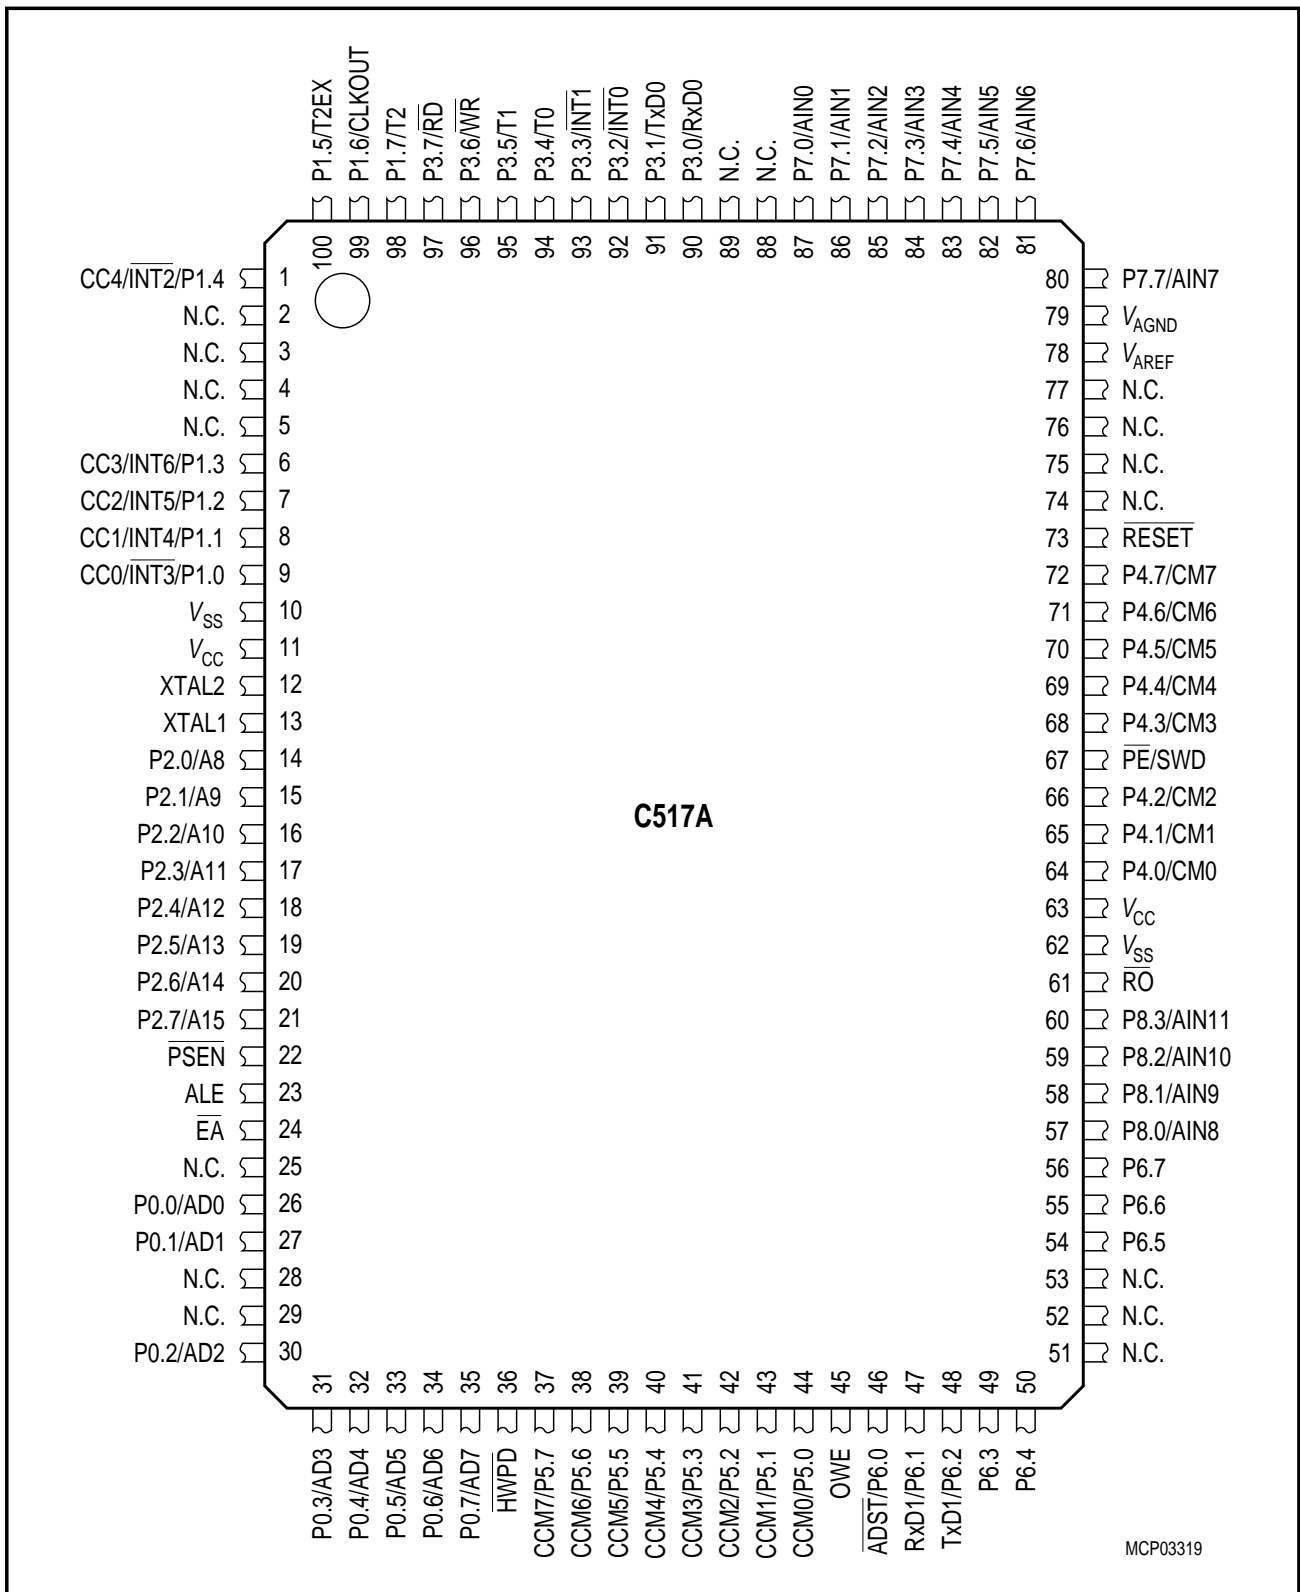 P1.5/T2EX
P1.6/CLKOUT
P1.7/T2
P3.7/R̅D̅
P3.6/W̅R̅
P3.5/T1
P3.4/T0
P3.3/I̅N̅T̅1̅
P3.2/I̅N̅T̅0̅
P3.1/TxD0
P3.0/RxD0
N.C.
N.C.
P7.0/AIN0
P7.1/AIN1
P7.2/AIN2
P7.3/AIN3
P7.4/AIN4
P7.5/AIN5
P7.6/AIN6
100 99 98 97 96 95 94 93 92 91 90 89 88 87 86 85 84 83 82 81
CC4/I̅N̅T̅2̅/P1.4 1
N.C. 2
N.C. 3
N.C. 4
N.C. 5
CC3/INT6/P1.3 6
CC2/INT5/P1.2 7
CC1/INT4/P1.1 8
CC0/I̅N̅T̅3̅/P1.0 9
VSS 10
VCC 11
XTAL2 12
XTAL1 13
P2.0/A8 14
P2.1/A9 15
P2.2/A10 16
P2.3/A11 17
P2.4/A12 18
P2.5/A13 19
P2.6/A14 20
P2.7/A15 21
P̅S̅E̅N̅ 22
ALE 23
E̅A̅ 24
N.C. 25
P0.0/AD0 26
P0.1/AD1 27
N.C. 28
N.C. 29
P0.2/AD2 30
C517A
80 P7.7/AIN7
79 VAGND
78 VAREF
77 N.C.
76 N.C.
75 N.C.
74 N.C.
73 R̅E̅S̅E̅T̅
72 P4.7/CM7
71 P4.6/CM6
70 P4.5/CM5
69 P4.4/CM4
68 P4.3/CM3
67 P̅E̅/SWD
66 P4.2/CM2
65 P4.1/CM1
64 P4.0/CM0
63 VCC
62 VSS
61 R̅O̅
60 P8.3/AIN11
59 P8.2/AIN10
58 P8.1/AIN9
57 P8.0/AIN8
56 P6.7
55 P6.6
54 P6.5
53 N.C.
52 N.C.
51 N.C.
31 32 33 34 35 36 37 38 39 40 41 42 43 44 45 46 47 48 49 50
P0.3/AD3
P0.4/AD4
P0.5/AD5
P0.6/AD6
P0.7/AD7
H̅W̅P̅D̅
CCM7/P5.7
CCM6/P5.6
CCM5/P5.5
CCM4/P5.4
CCM3/P5.3
CCM2/P5.2
CCM1/P5.1
CCM0/P5.0
OWE
A̅D̅S̅T̅/P6.0
RxD1/P6.1
TxD1/P6.2
P6.3
P6.4
MCP03319